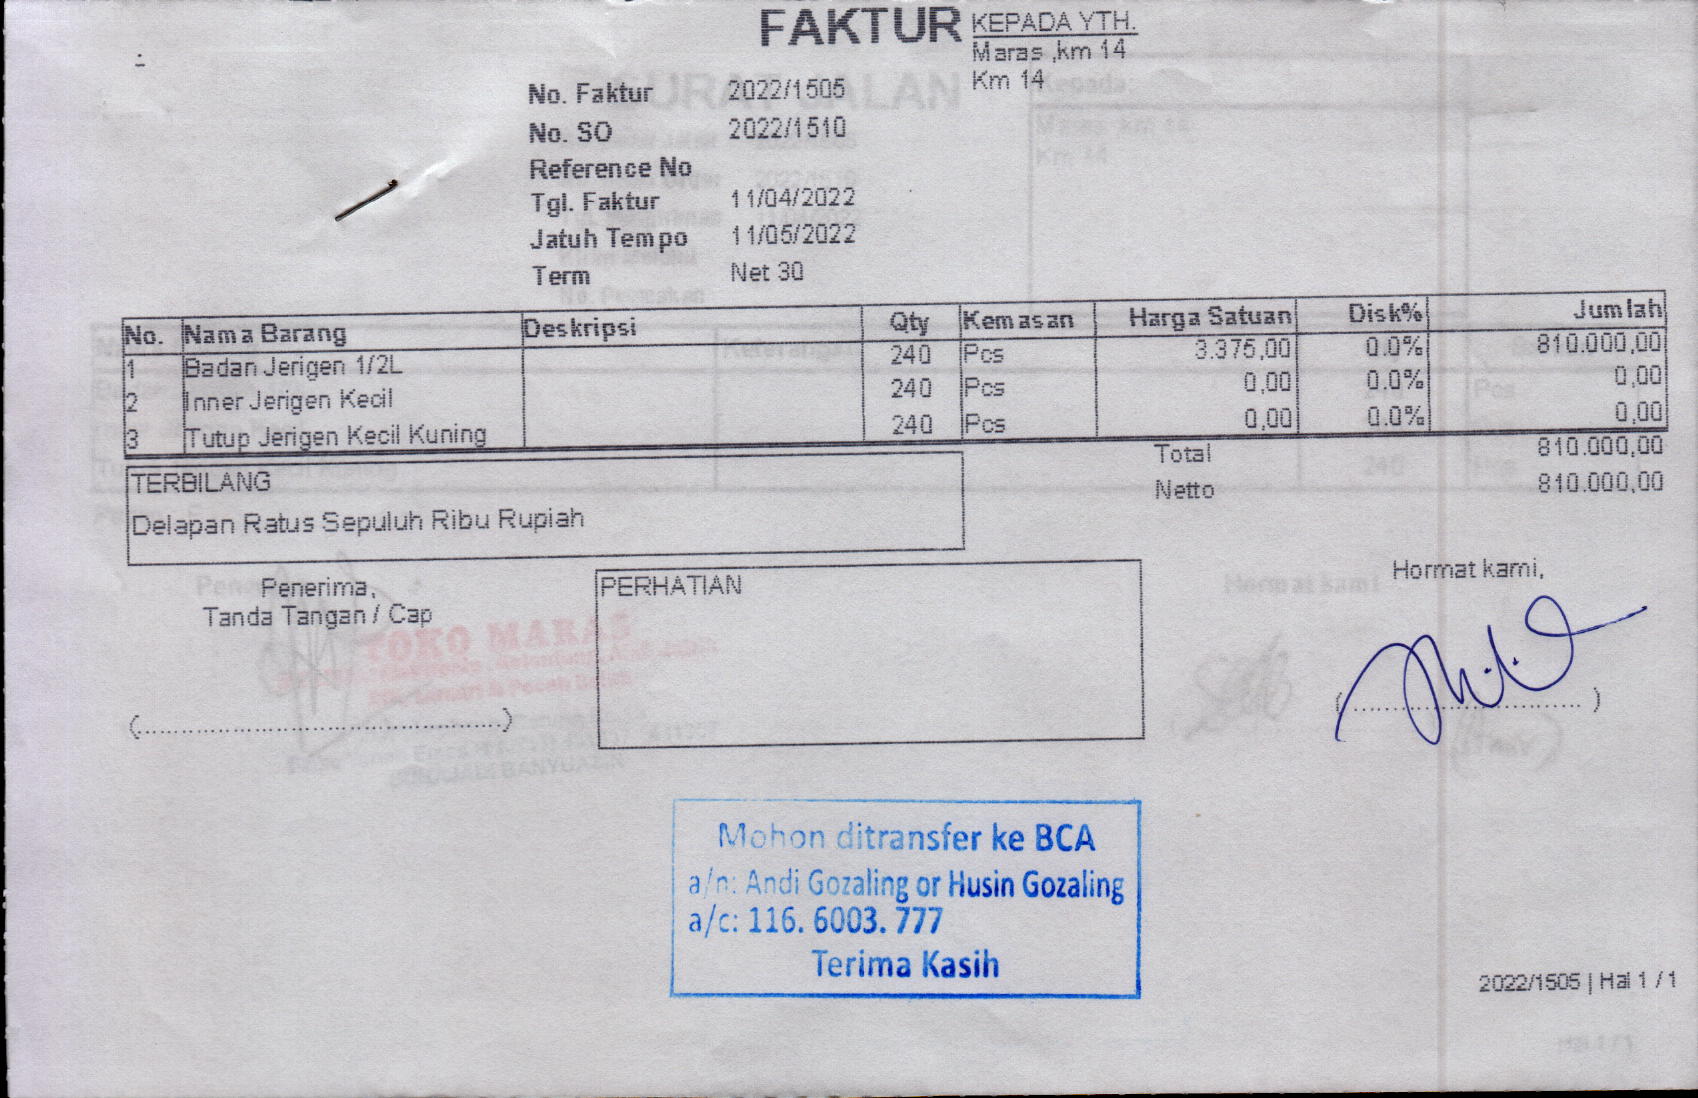 FAKTUR
KEPADA YTH.
Maras ,km 14
Km 14
No. Faktur 2022/1505
No. SO 2022/1510
Reference No
Tgl. Faktur 11/04/2022
Jatuh Tempo 11/05/2022
Term Net 30
No. Nama Barang Deskripsi Qty Kemasan Harga Satuan Disk% Jumlah
1 Badan Jerigen 1/2L 240 Pcs 3.375,00 0.0% 810.000,00
2 Inner Jerigen Kecil 240 Pcs 0,00 0.0% 0,00
3 Tutup Jerigen Kecil Kuning 240 Pcs 0,00 0.0% 0,00
Total 810.000,00
Netto 810.000,00
TERBILANG
Delapan Ratus Sepuluh Ribu Rupiah
Penerima,
Tanda Tangan / Cap
PERHATIAN
Hormat kami,
TOKO MARAS
Mohon ditransfer ke BCA
a/n: Andi Gozaling or Husin Gozaling
a/c: 116. 6003. 777
Terima Kasih
2022/1505 | Hal 1 / 1